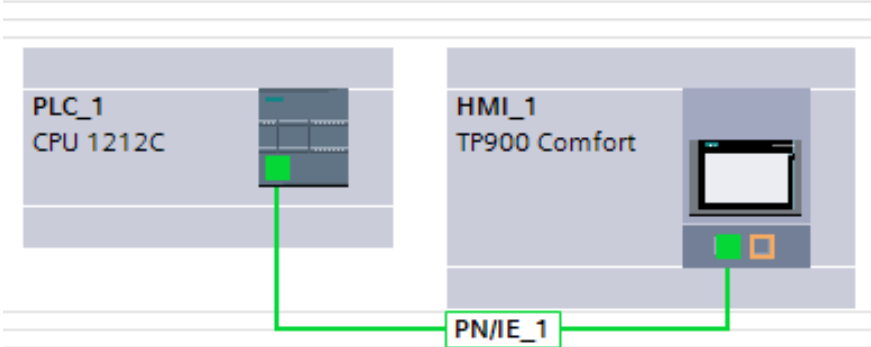 PLC_1
CPU 1212C
HMI_1
TP900 Comfort
PN/IE_1